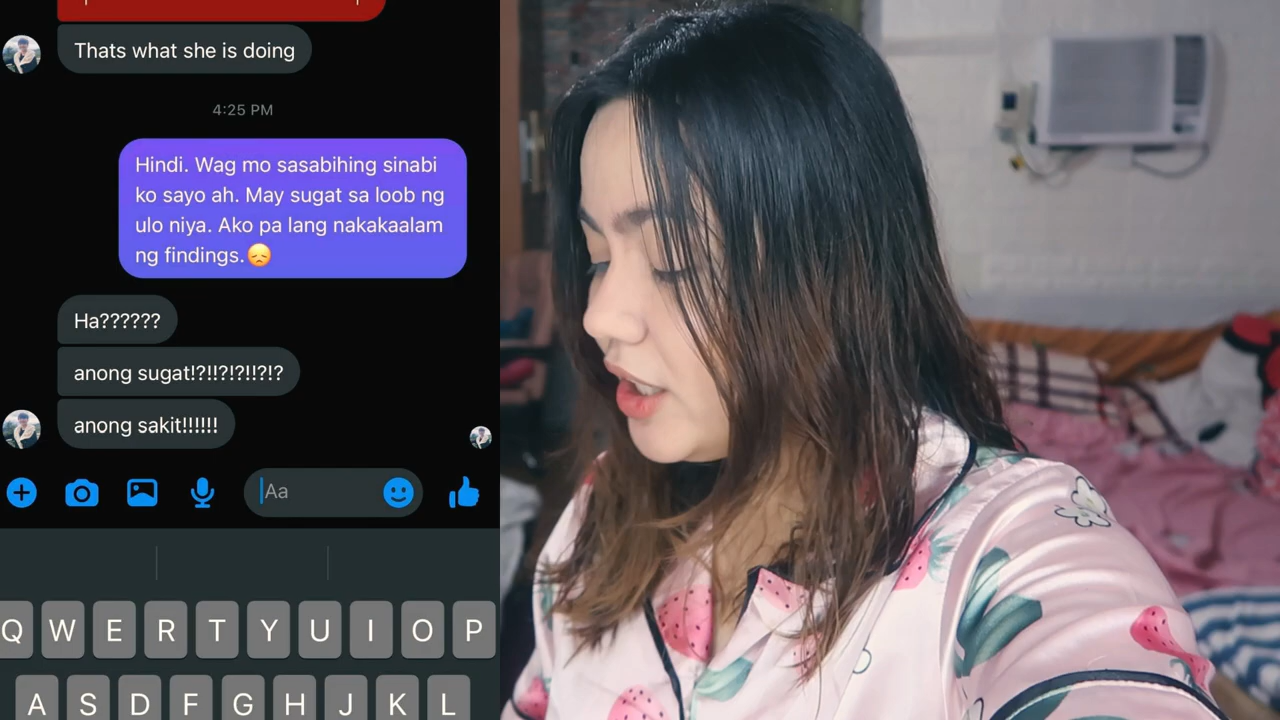 Thats what she is doing
4:25 PM
Hindi. Wag mo sasabihing sinabi
ko sayo ah. May sugat sa loob ng
ulo niya. Ako pa lang nakakaalam
ng findings.😞
Ha??????
anong sugat!?!!?!?!!?!?
anong sakit!!!!!!
Aa
Q W E R T Y U I O P
A S D F G H J K L